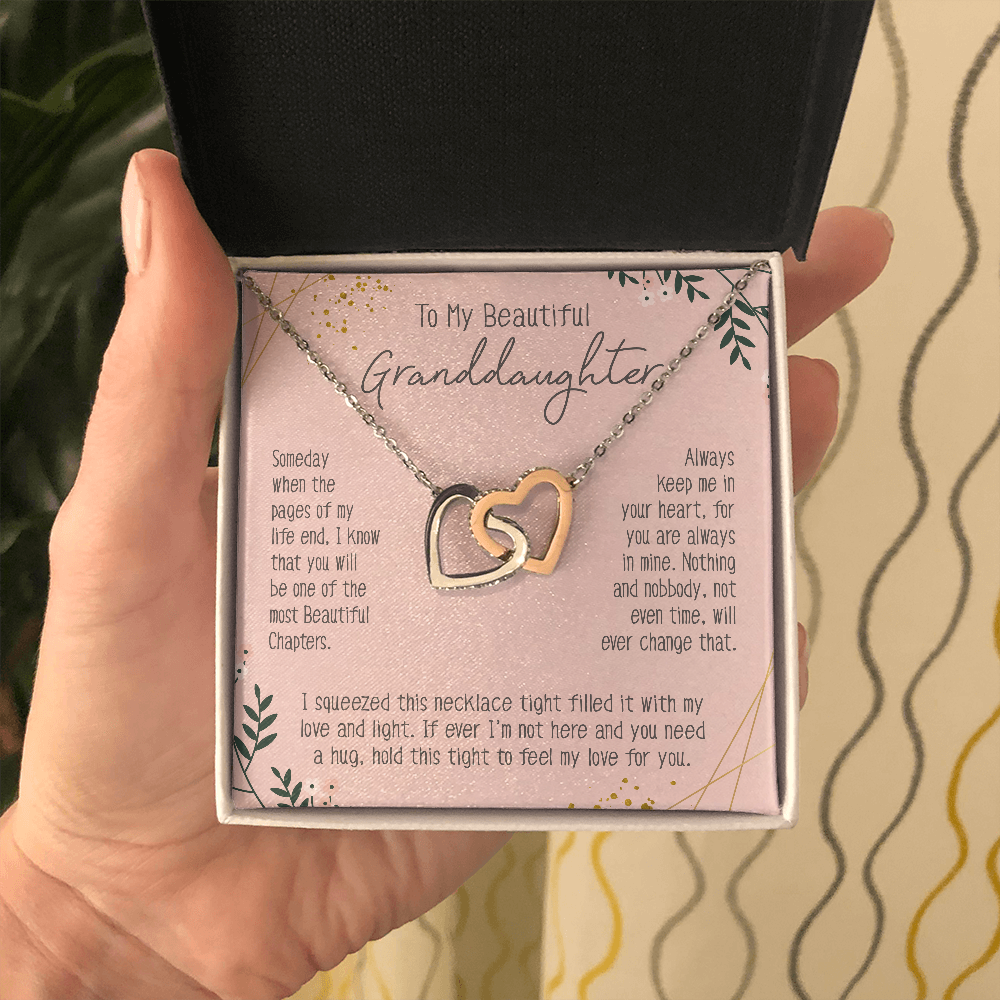 To My Beautiful
Granddaughter
Someday
when the
pages of my
life end, I know
that you will
be one of the
most Beautiful
Chapters.
Always
keep me in
your heart, for
you are always
in mine. Nothing
and nobbody, not
even time, will
ever change that.
I squeezed this necklace tight filled it with my
love and light. If ever I'm not here and you need
a hug, hold this tight to feel my love for you.